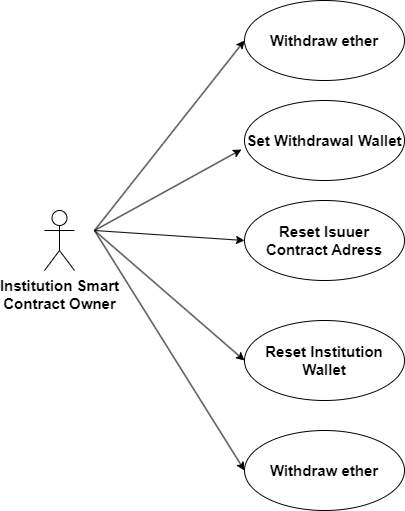 Withdraw ether
Set Withdrawal Wallet
Reset Isuuer
Contract Adress
Institution Smart
Contract Owner
Reset Institution
Wallet
Withdraw ether